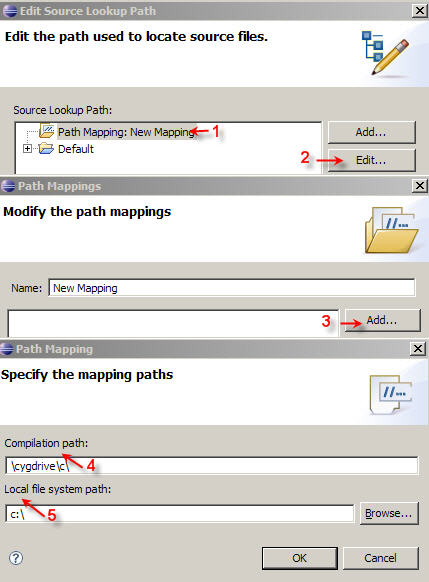 Edit Source Lookup Path
Edit the path used to locate source files.
Source Lookup Path:
Path Mapping: New Mapping
1
Add...
Default
2
Edit...
Path Mappings
Modify the path mappings
Name: New Mapping
3
Add...
Path Mapping
Specify the mapping paths
Compilation path:
4
\cygdrive\c\
Local file system path:
5
c:\
Browse...
OK
Cancel